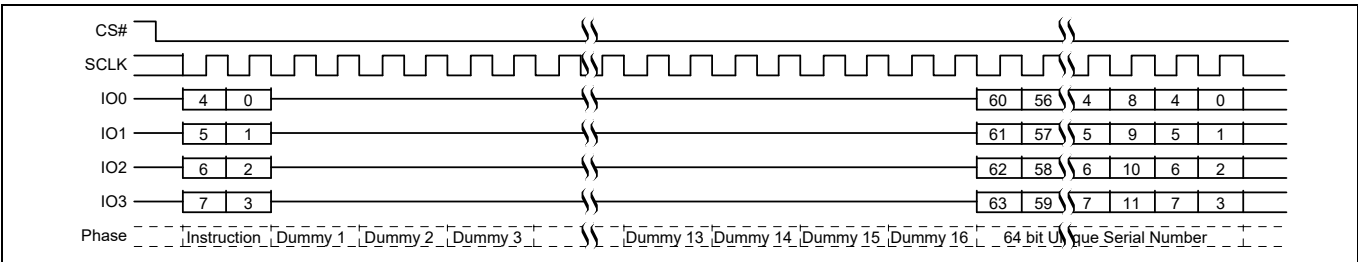 CS#
SCLK
IO0 4 0 60 56 4 8 4 0
IO1 5 1 61 57 5 9 5 1
IO2 6 2 62 58 6 10 6 2
IO3 7 3 63 59 7 11 7 3
Phase Instruction Dummy 1 Dummy 2 Dummy 3 Dummy 13 Dummy 14 Dummy 15 Dummy 16 64 bit Serial Number